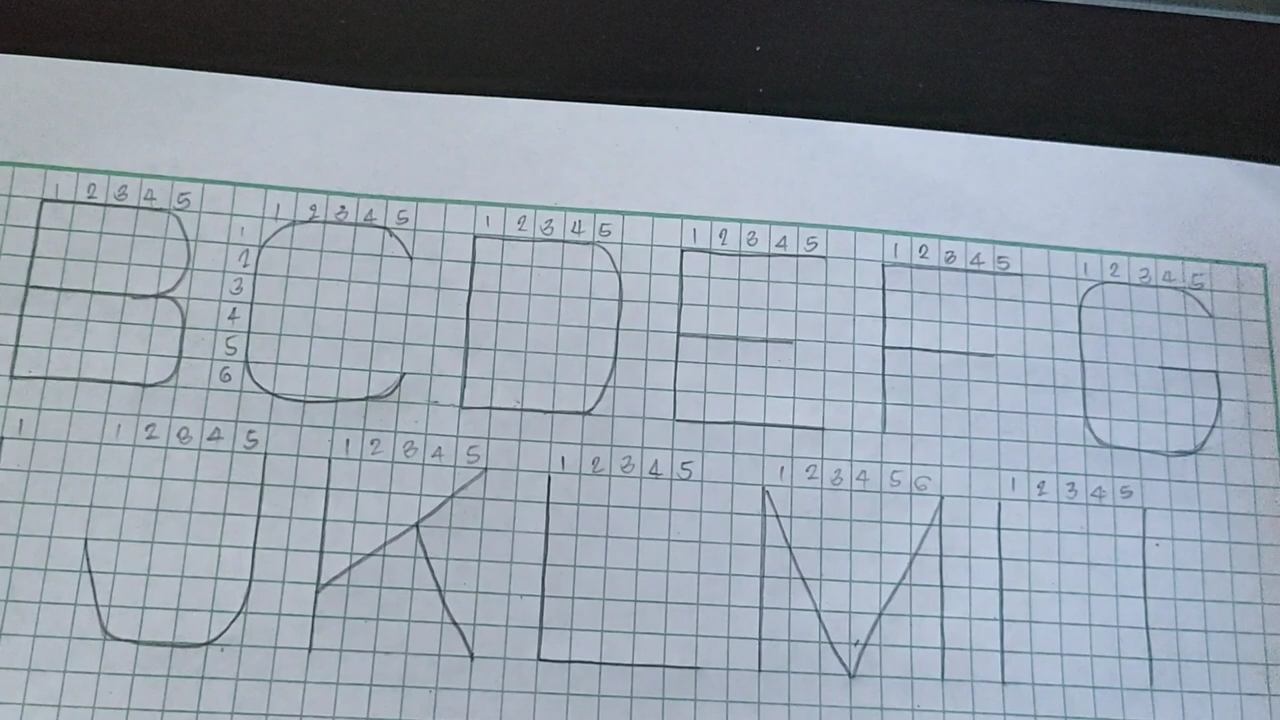 1 2 3 4 5 1 2 3 4 5 1 2 3 4 5 1 2 3 4 5 1 2 3 4 5 1 2 3 4 5
B C D E F G
1
2
3
4
5
6
1 1 2 3 4 5 1 2 3 4 5 1 2 3 4 5 1 2 3 4 5 6 1 2 3 4 5
J K L M